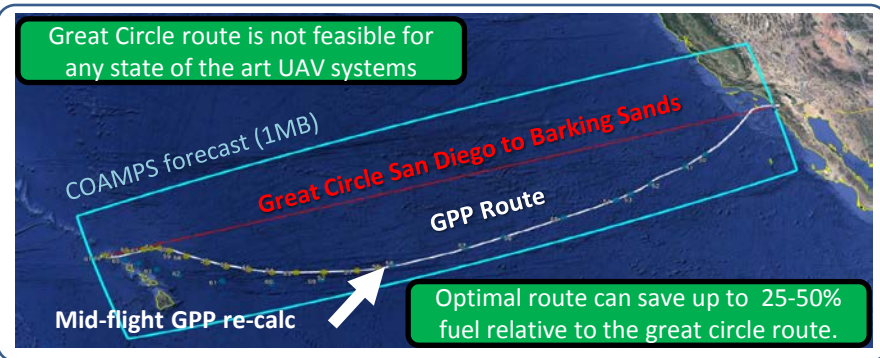 Great Circle route is not feasible for
any state of the art UAV systems
COAMPS forecast (1MB)
Great Circle San Diego to Barking Sands
GPP Route
Mid-flight GPP re-calc
Optimal route can save up to 25-50%
fuel relative to the great circle route.